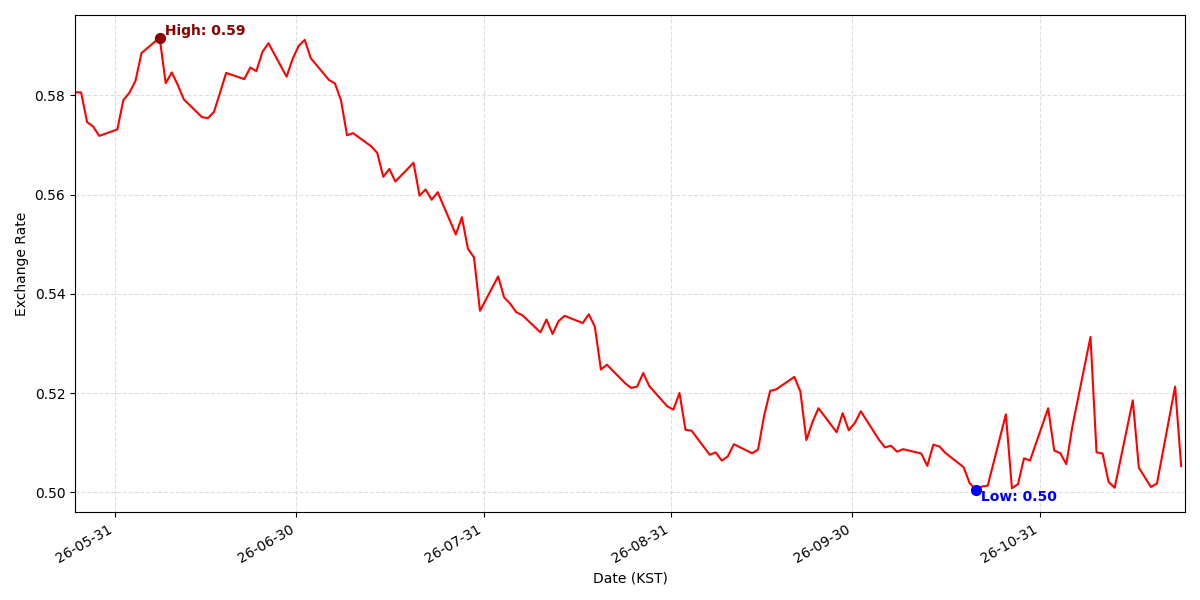 High: 0.59
0.58
0.56
0.54
0.52
0.50
Exchange Rate
Low: 0.50
26-05-31
26-06-30
26-07-31
26-08-31
26-09-30
26-10-31
Date (KST)